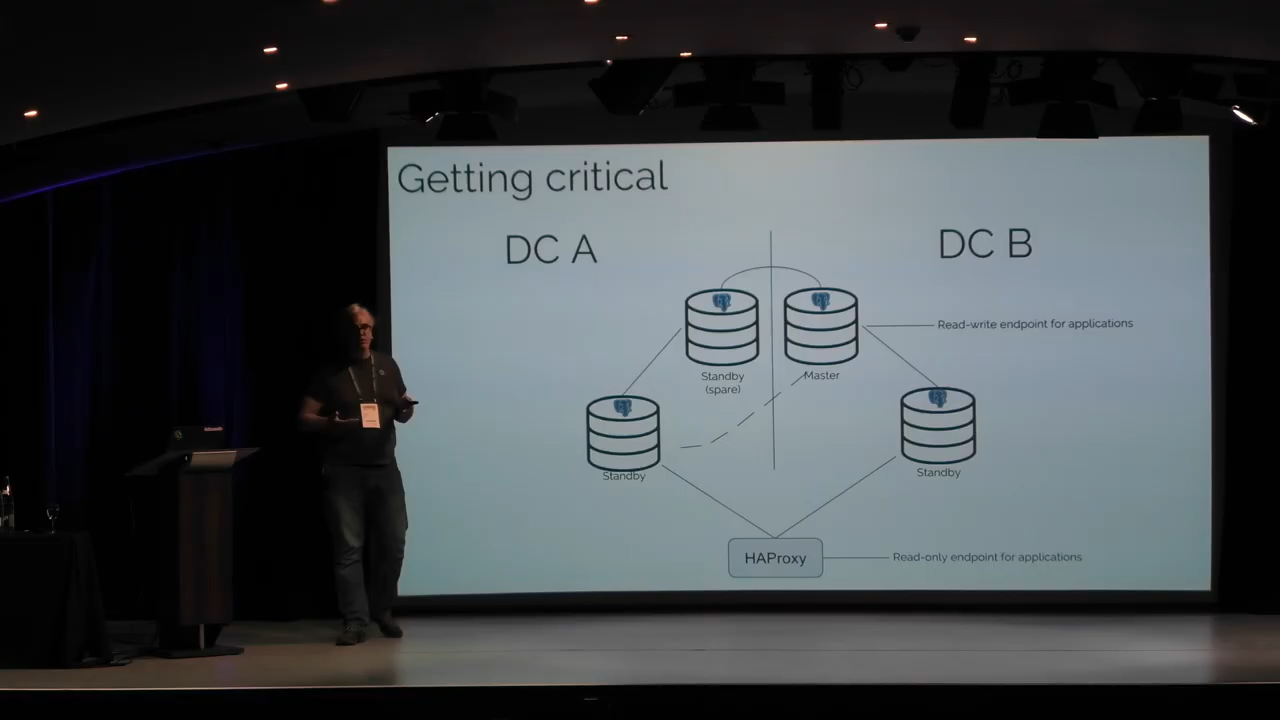 Getting critical
DC A
DC B
Read-write endpoint for applications
Standby
(spare)
Master
Standby
Standby
HAProxy
Read-only endpoint for applications